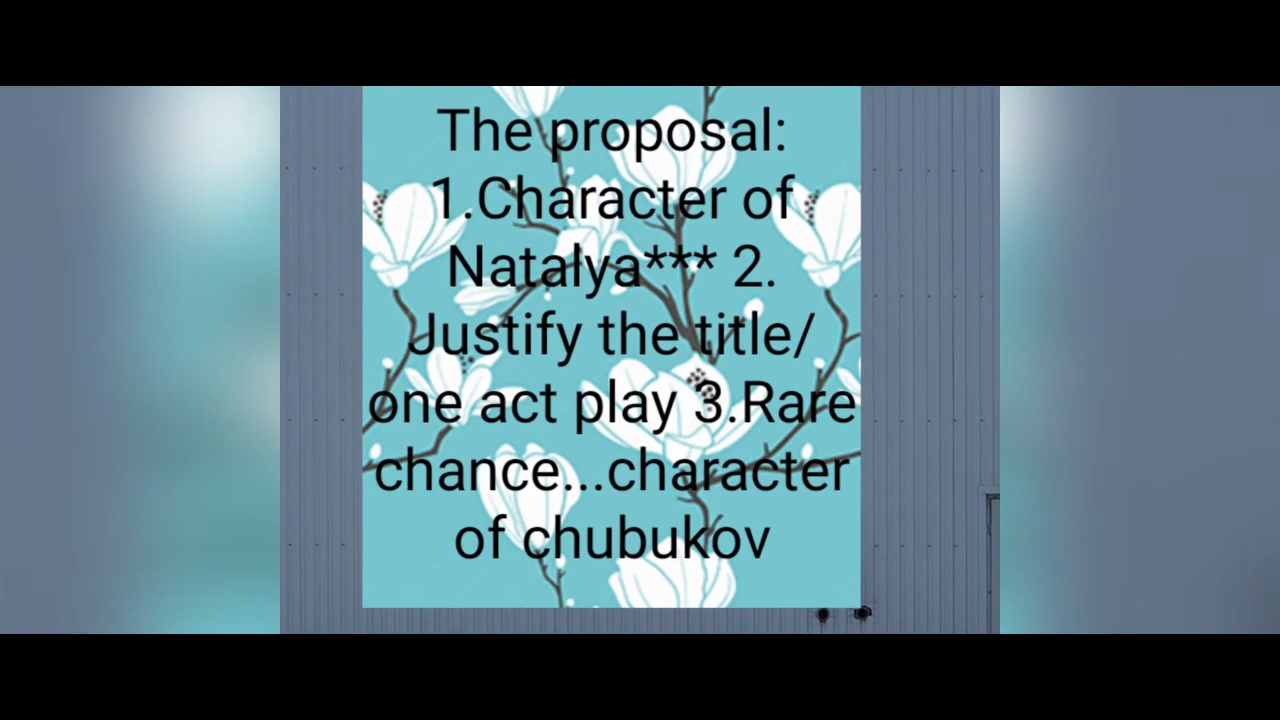 The proposal:
1.Character of
Natalya*** 2.
Justify the title/
one act play 3.Rare
chance...character
of chubukov